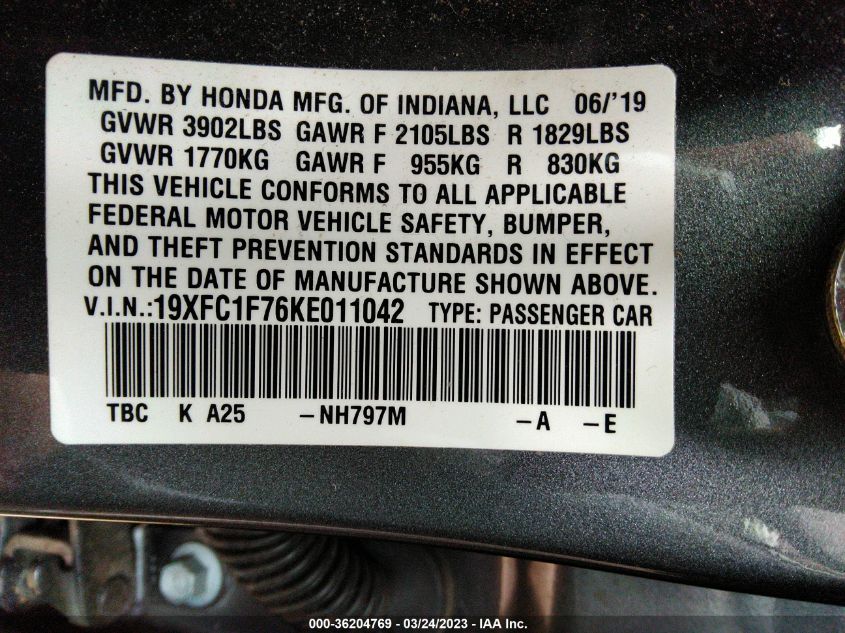 MFD. BY HONDA MFG. OF INDIANA, LLC 06/'19
GVWR 3902LBS GAWR F 2105LBS R 1829LBS
GVWR 1770KG GAWR F 955KG R 830KG
THIS VEHICLE CONFORMS TO ALL APPLICABLE
FEDERAL MOTOR VEHICLE SAFETY, BUMPER,
AND THEFT PREVENTION STANDARDS IN EFFECT
ON THE DATE OF MANUFACTURE SHOWN ABOVE.
V.I.N.:19XFC1F76KE011042 TYPE: PASSENGER CAR
TBC K A25 -NH797M -A -E
000-36204769 - 03/24/2023 - IAA Inc.